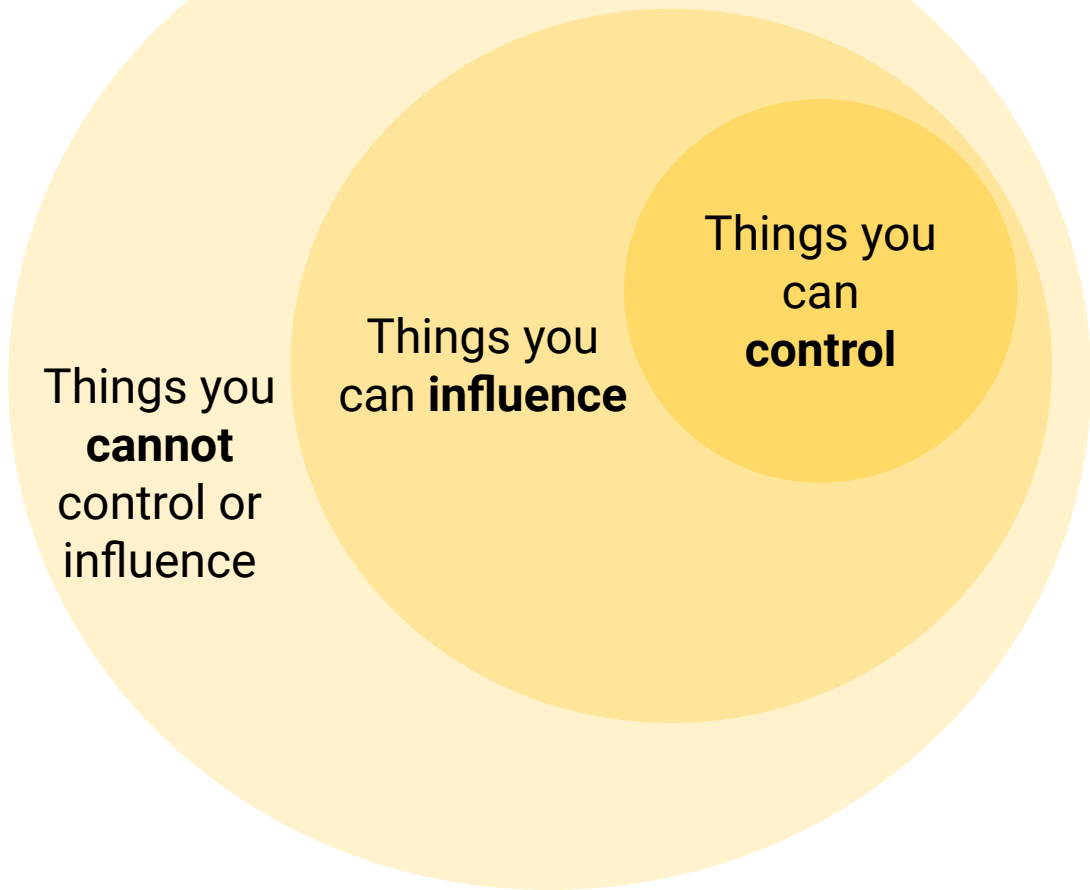 Things you
can
control
Things you
can influence
Things you
cannot
control or
influence